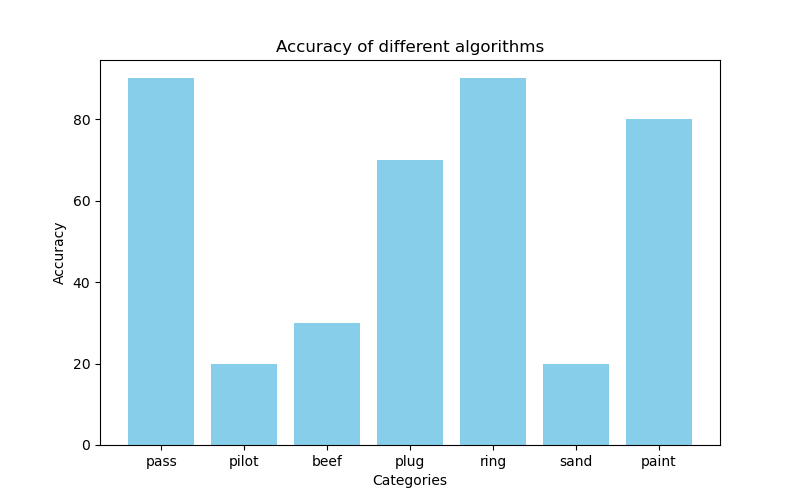 Accuracy of different algorithms
Accuracy
80
60
40
20
0
pass pilot beef plug ring sand paint
Categories